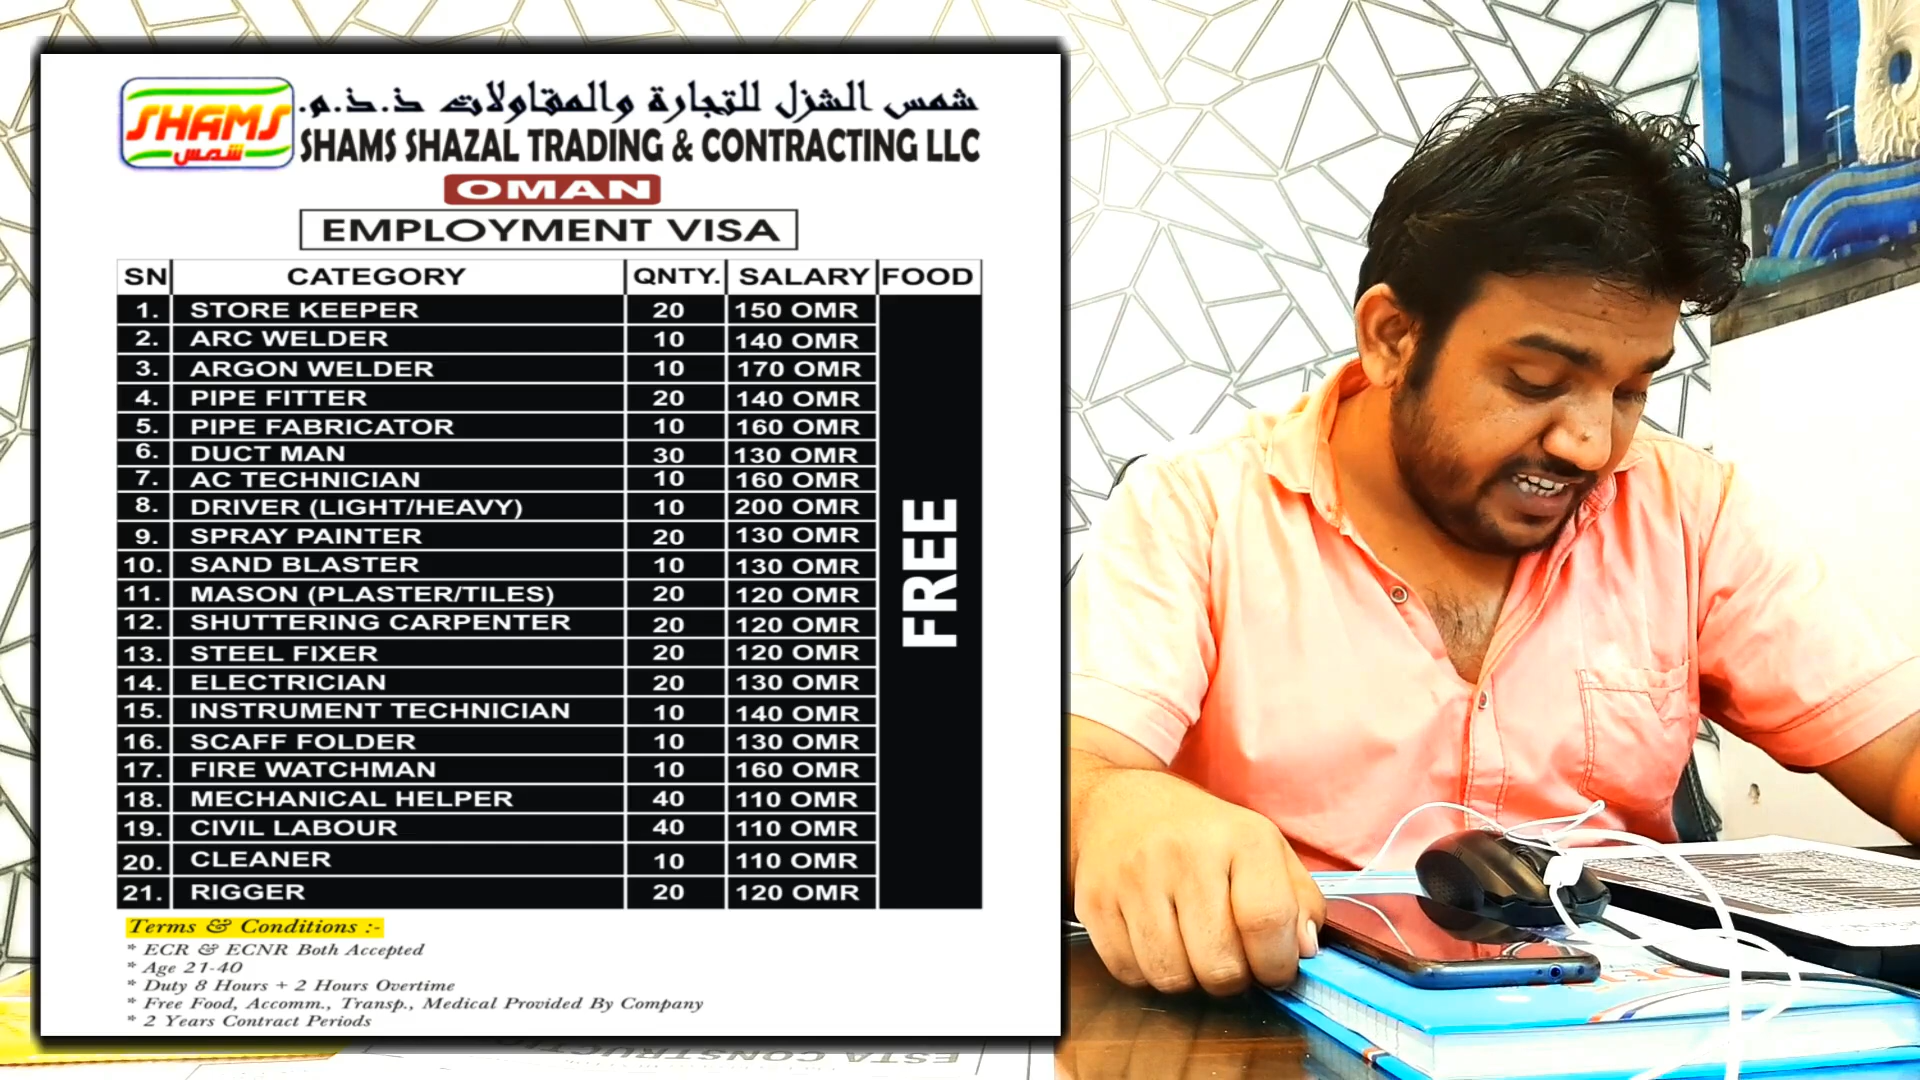 SHAMS
شمس
شمس الشزل للتجارة والمقاولات ذ.ذ.م.
SHAMS SHAZAL TRADING & CONTRACTING LLC
OMAN
EMPLOYMENT VISA
SN CATEGORY QNTY. SALARY FOOD
1. STORE KEEPER 20 150 OMR
2. ARC WELDER 10 140 OMR
3. ARGON WELDER 10 170 OMR
4. PIPE FITTER 20 140 OMR
5. PIPE FABRICATOR 10 160 OMR
6. DUCT MAN 30 130 OMR
7. AC TECHNICIAN 10 160 OMR
8. DRIVER (LIGHT/HEAVY) 10 200 OMR
9. SPRAY PAINTER 20 130 OMR
10. SAND BLASTER 10 130 OMR
11. MASON (PLASTER/TILES) 20 120 OMR
12. SHUTTERING CARPENTER 20 120 OMR
13. STEEL FIXER 20 120 OMR
14. ELECTRICIAN 20 130 OMR
15. INSTRUMENT TECHNICIAN 10 140 OMR
16. SCAFF FOLDER 10 130 OMR
17. FIRE WATCHMAN 10 160 OMR
18. MECHANICAL HELPER 40 110 OMR
19. CIVIL LABOUR 40 110 OMR
20. CLEANER 10 110 OMR
21. RIGGER 20 120 OMR
FREE
Terms & Conditions :-
* ECR & ECNR Both Accepted
* Age 21-40
* Duty 8 Hours + 2 Hours Overtime
* Free Food, Accomm., Transp., Medical Provided By Company
* 2 Years Contract Periods